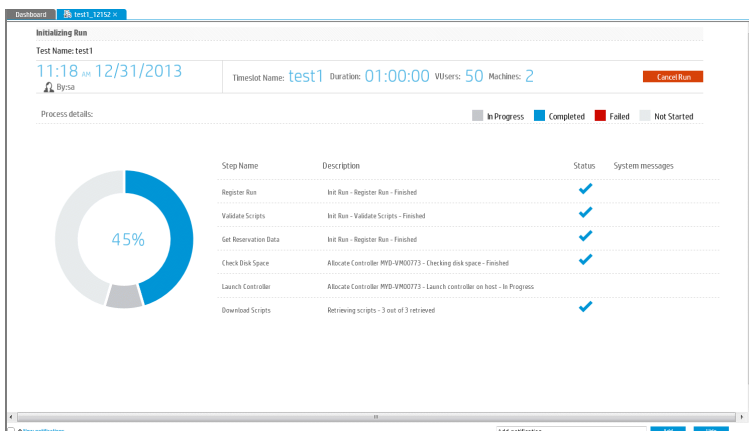 Dashboard test1_12152 ×
Initializing Run
Test Name: test1
11:18 AM 12/31/2013
By:sa
Timeslot Name: test1 Duration: 01:00:00 VUsers: 50 Machines: 2
Cancel Run
Process details:
In Progress Completed Failed Not Started
Step Name Description Status System messages
Register Run Init Run - Register Run - Finished
Validate Scripts Init Run - Validate Scripts - Finished
Get Reservation Data Init Run - Register Run - Finished
Check Disk Space Allocate Controller MYD-VM00773 - Checking disk space - Finished
Launch Controller Allocate Controller MYD-VM00773 - Launch controller on host - In Progress
Download Scripts Retrieving scripts - 3 out of 3 retrieved
45%